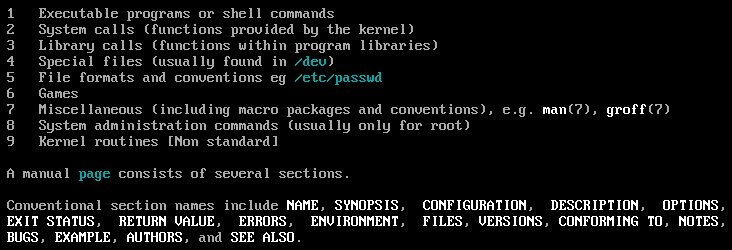 1 Executable programs or shell commands
2 System calls (functions provided by the kernel)
3 Library calls (functions within program libraries)
4 Special files (usually found in /dev)
5 File formats and conventions eg /etc/passwd
6 Games
7 Miscellaneous (including macro packages and conventions), e.g. man(7), groff(7)
8 System administration commands (usually only for root)
9 Kernel routines [Non standard]
A manual page consists of several sections.
Conventional section names include NAME, SYNOPSIS, CONFIGURATION, DESCRIPTION, OPTIONS,
EXIT STATUS, RETURN VALUE, ERRORS, ENVIRONMENT, FILES, VERSIONS, CONFORMING TO, NOTES,
BUGS, EXAMPLE, AUTHORS, and SEE ALSO.